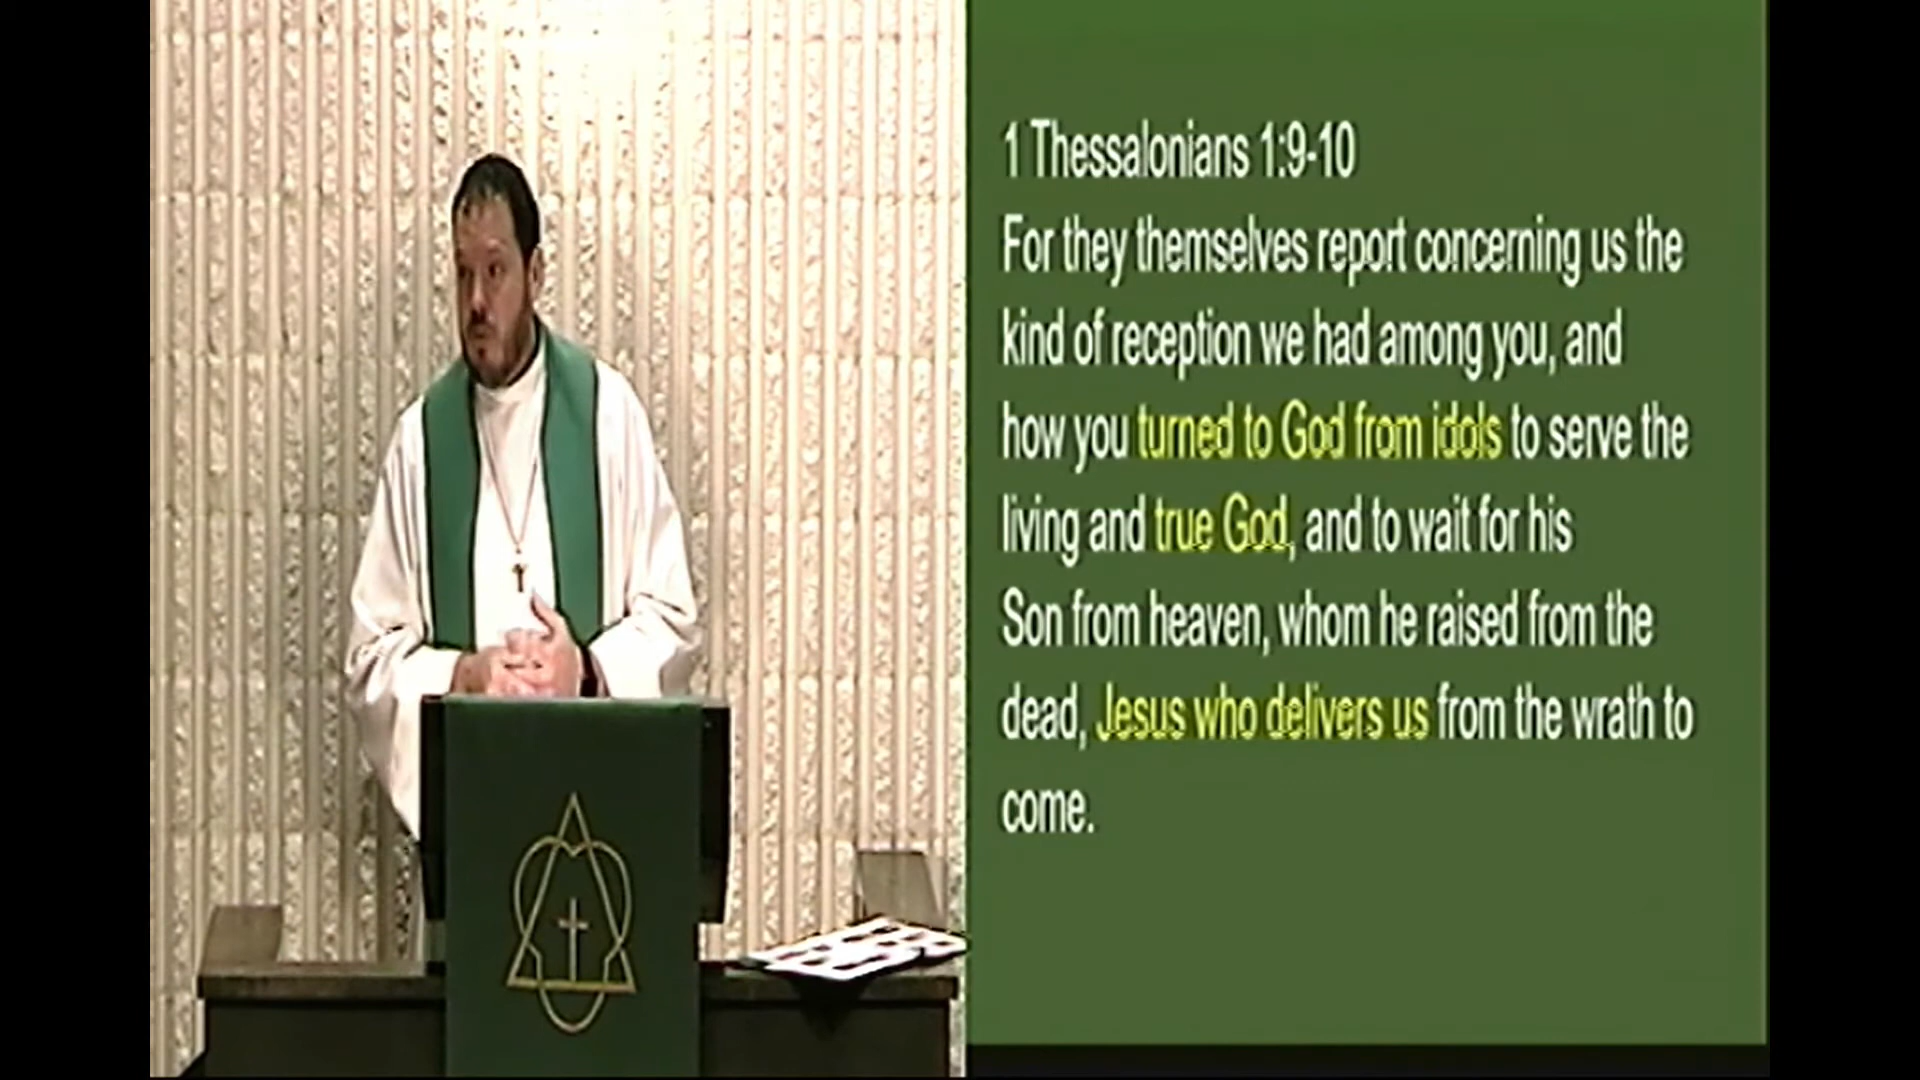 1 Thessalonians 1:9-10
For they themselves report concerning us the
kind of reception we had among you, and
how you turned to God from idols to serve the
living and true God, and to wait for his
Son from heaven, whom he raised from the
dead, Jesus who delivers us from the wrath to
come.